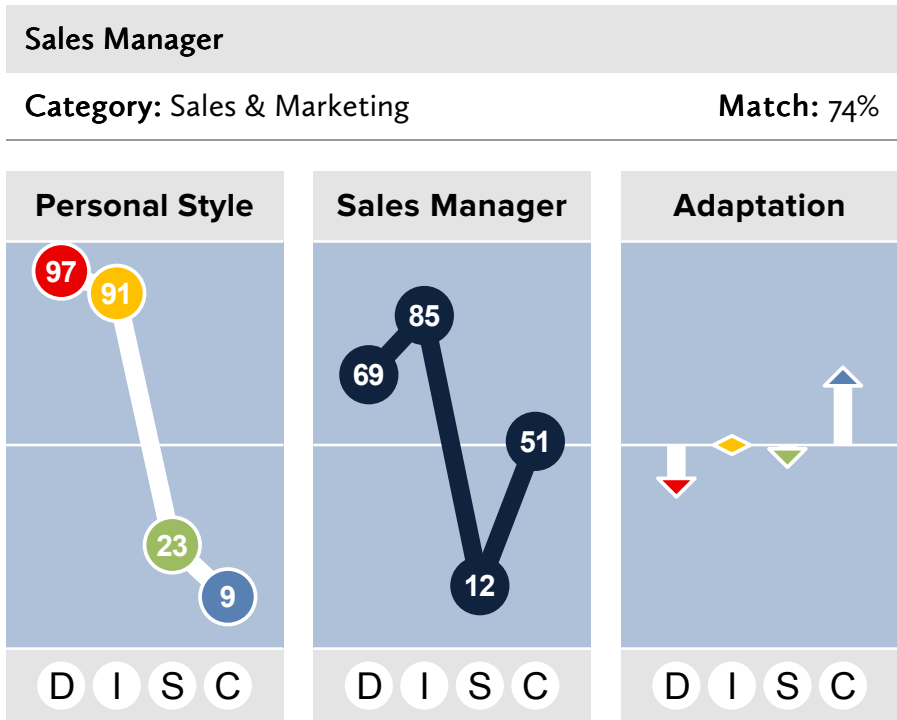 Sales Manager
Category: Sales & Marketing Match: 74%
Personal Style Sales Manager Adaptation
97 91 23 9
69 85 12 51
D I S C D I S C D I S C